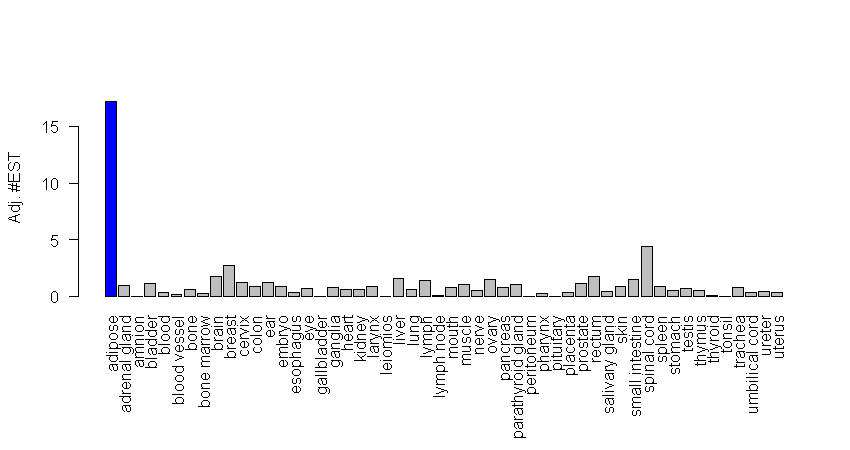 Adj. #EST
15
10
5
0
adipose
adrenal gland
amnion
bladder
blood
blood vessel
bone
bone marrow
brain
breast
cervix
colon
ear
embryo
esophagus
eye
gallbladder
ganglia
heart
kidney
larynx
leiomios
liver
lung
lymph
lymph node
mouth
muscle
nerve
ovary
pancreas
parathyroid gland
peritoneum
pharynx
pituitary
placenta
prostate
rectum
salivary gland
skin
small intestine
spinal cord
spleen
stomach
testis
thymus
thyroid
tonsil
trachea
umbilical cord
ureter
uterus